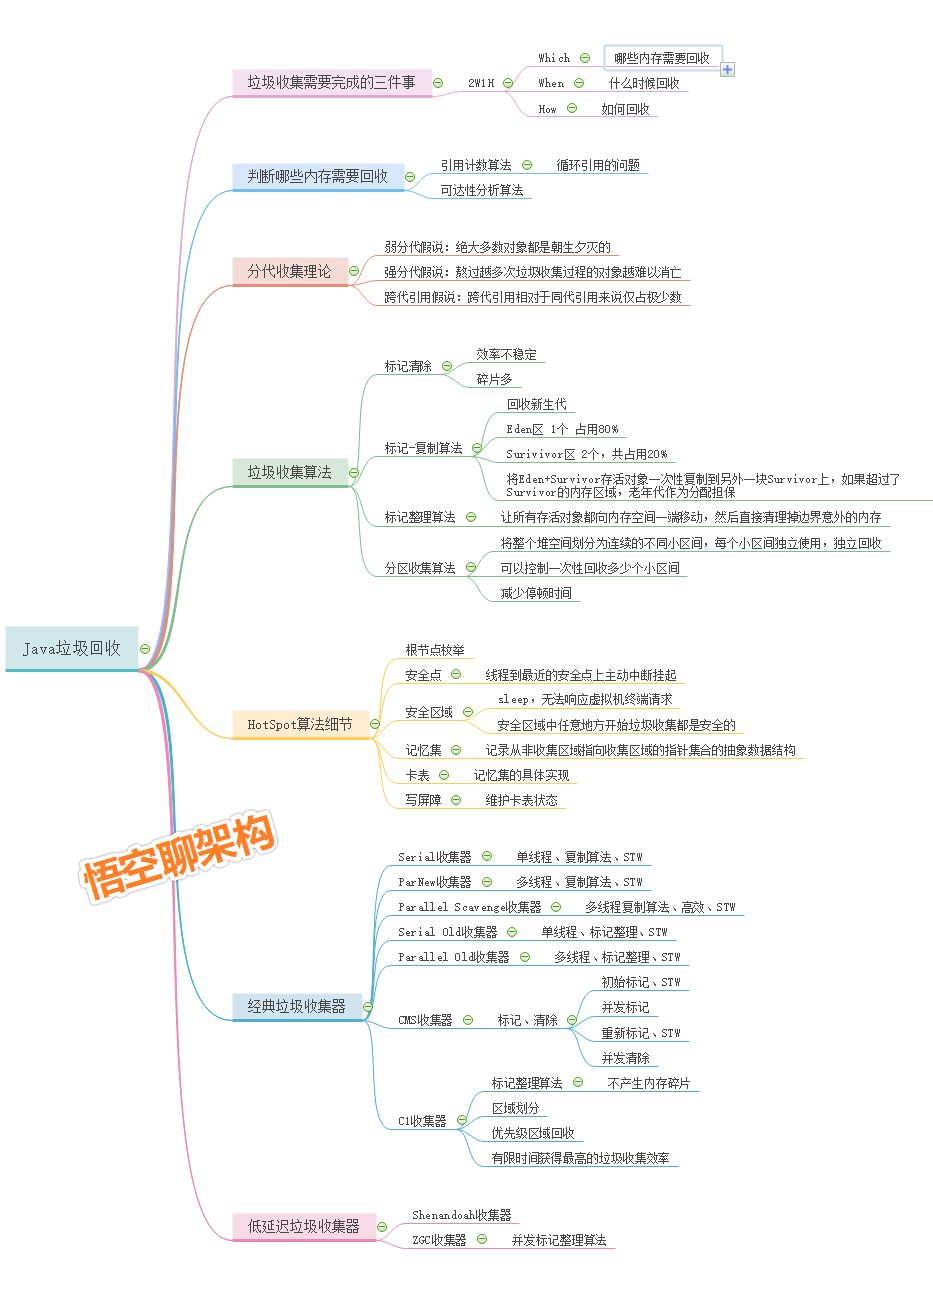 Java垃圾回收
垃圾收集需要完成的三件事
2W1H
Which
哪些内存需要回收
When
什么时候回收
How
如何回收
判断哪些内存需要回收
引用计数算法
循环引用的问题
可达性分析算法
分代收集理论
弱分代假说：绝大多数对象都是朝生夕灭的
强分代假说：熬过越多次垃圾收集过程的对象越难以消亡
跨代引用假说：跨代引用相对于同代引用来说仅占极少数
垃圾收集算法
标记清除
效率不稳定
碎片多
标记-复制算法
回收新生代
Eden区 1个 占用80%
Surivivor区 2个，共占用20%
将Eden+Survivor存活对象一次性复制到另外一块Survivor上，如果超过了
Survivor的内存区域，老年代作为分配担保
标记整理算法
让所有存活对象都向内存空间一端移动，然后直接清理掉边界意外的内存
分区收集算法
将整个堆空间划分为连续的不同小区间，每个小区间独立使用，独立回收
可以控制一次性回收多少个小区间
减少停顿时间
HotSpot算法细节
根节点枚举
安全点
线程到最近的安全点上主动中断挂起
安全区域
sleep，无法响应虚拟机终端请求
安全区域中任意地方开始垃圾收集都是安全的
记忆集
记录从非收集区域指向收集区域的指针集合的抽象数据结构
卡表
记忆集的具体实现
写屏障
维护卡表状态
悟空聊架构
经典垃圾收集器
Serial收集器
单线程、复制算法、STW
ParNew收集器
多线程、复制算法、STW
Parallel Scavenge收集器
多线程复制算法、高效、STW
Serial Old收集器
单线程、标记整理、STW
Parallel Old收集器
多线程、标记整理、STW
CMS收集器
标记、清除
初始标记、STW
并发标记
重新标记、STW
并发清除
C1收集器
标记整理算法
不产生内存碎片
区域划分
优先级区域回收
有限时间获得最高的垃圾收集效率
低延迟垃圾收集器
Shenandoah收集器
ZGC收集器
并发标记整理算法